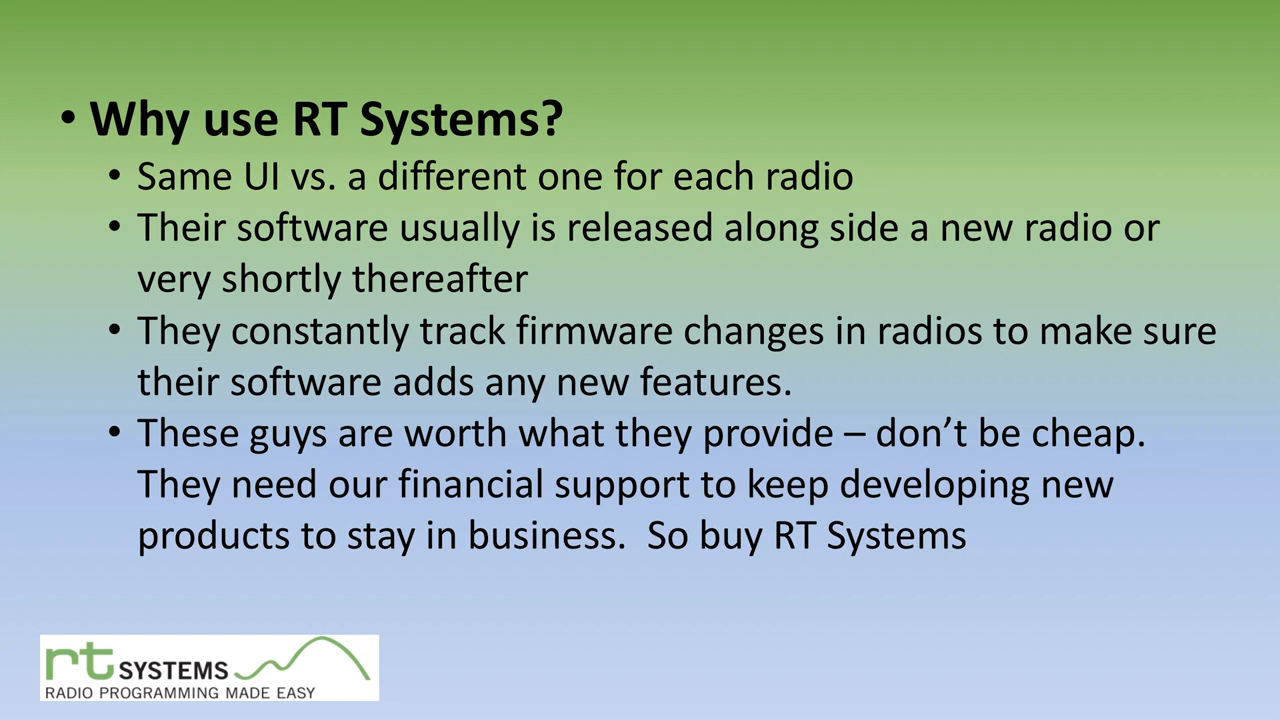 • Why use RT Systems?
• Same UI vs. a different one for each radio
• Their software usually is released along side a new radio or
very shortly thereafter
• They constantly track firmware changes in radios to make sure
their software adds any new features.
• These guys are worth what they provide – don’t be cheap.
They need our financial support to keep developing new
products to stay in business.  So buy RT Systems
rt SYSTEMS
RADIO PROGRAMMING MADE EASY